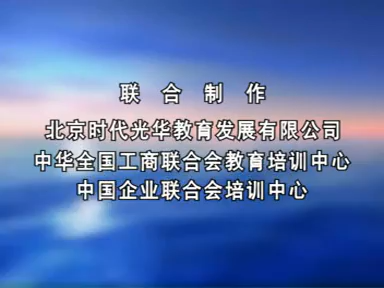 联合制作
北京时代光华教育发展有限公司
中华全国工商联合会教育培训中心
中国企业联合会培训中心